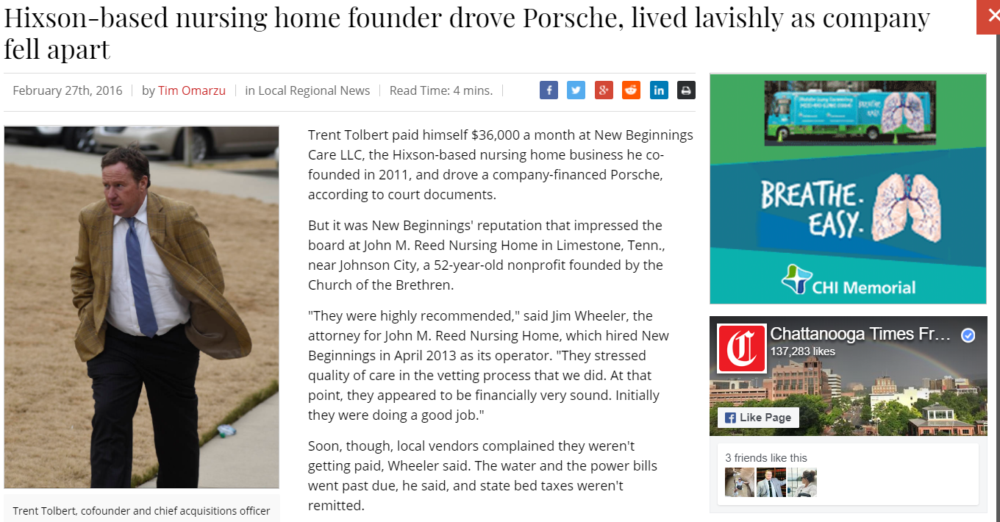 Hixson-based nursing home founder drove Porsche, lived lavishly as company
fell apart
February 27th, 2016
by Tim Omarzu
in Local Regional News
Read Time: 4 mins.
Trent Tolbert paid himself $36,000 a month at New Beginnings
Care LLC, the Hixson-based nursing home business he co-
founded in 2011, and drove a company-financed Porsche,
according to court documents.
But it was New Beginnings' reputation that impressed the
board at John M. Reed Nursing Home in Limestone, Tenn.,
near Johnson City, a 52-year-old nonprofit founded by the
Church of the Brethren.
"They were highly recommended," said Jim Wheeler, the
attorney for John M. Reed Nursing Home, which hired New
Beginnings in April 2013 as its operator. "They stressed
quality of care in the vetting process that we did. At that
point, they appeared to be financially very sound. Initially
they were doing a good job."
Soon, though, local vendors complained they weren't
getting paid, Wheeler said. The water and the power bills
went past due, he said, and state bed taxes weren't
remitted.
Trent Tolbert, cofounder and chief acquisitions officer
BREATHE.
EASY.
CHI Memorial
Chattanooga Times Fr...
137,283 likes
Like Page
3 friends like this